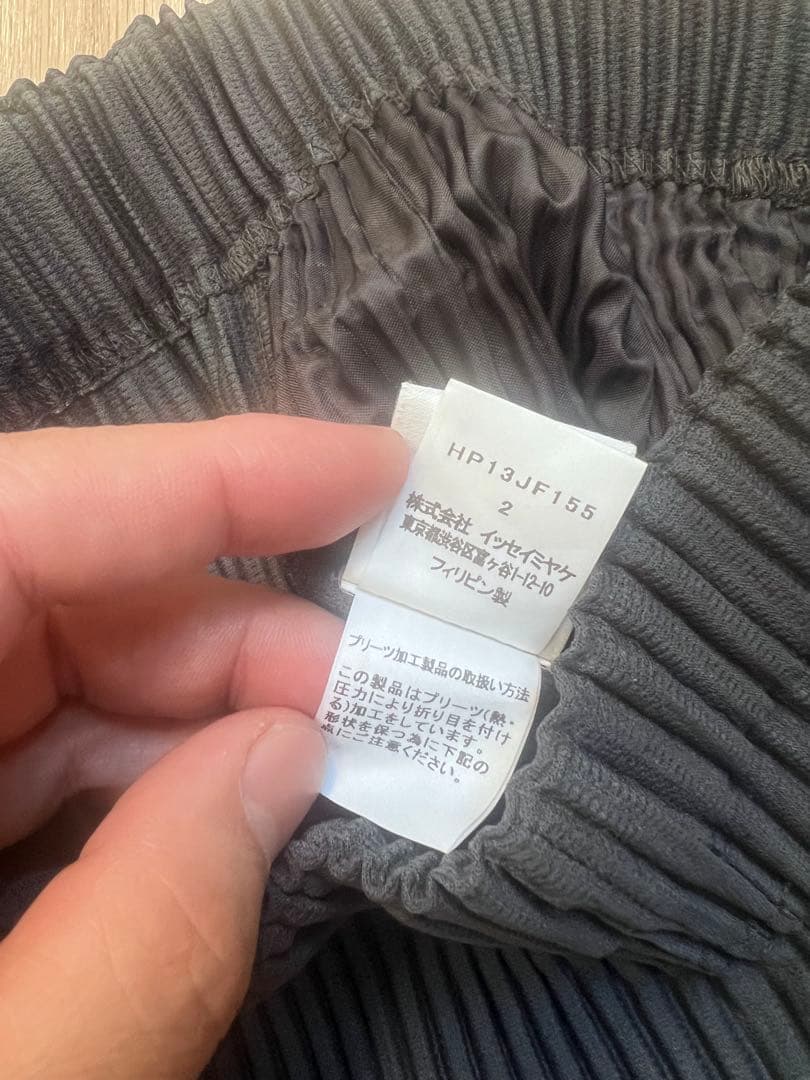 HP13JF155
2
株式会社 イッセイミヤケ
東京都渋谷区富ヶ谷1-12-10
フィリピン製
プリーツ加工製品の取扱い方法
この製品はプリーツ(熱・
圧力により折り目を付け
る)加工をしています。
形状を保つ為に下記の
点にご注意ください。